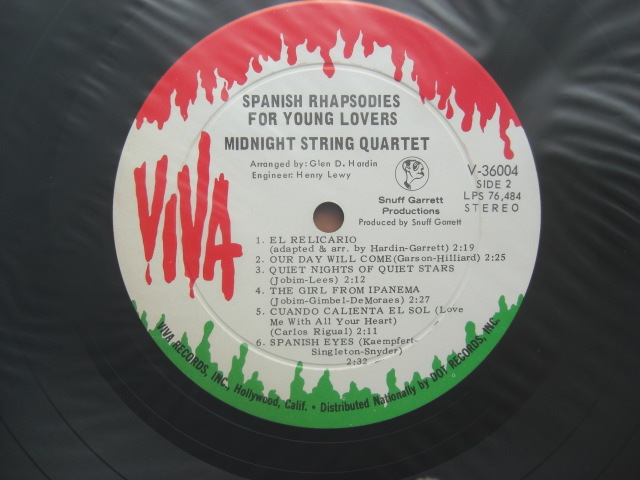 SPANISH RHAPSODIES
FOR YOUNG LOVERS
MIDNIGHT STRING QUARTET
Arranged by: Glen D. Hardin
Engineer: Henry Lewy
VIVA
Snuff Garrett
Productions
Produced by Snuff Garrett
V-36004
SIDE 2
LPS 76,484
STEREO
1. EL RELICARIO
(adapted & arr. by Hardin-Garrett) 2:19
2. OUR DAY WILL COME (Garson-Hilliard) 2:25
3. QUIET NIGHTS OF QUIET STARS
(Jobim-Lees) 2:12
4. THE GIRL FROM IPANEMA
(Jobim-Gimbel-DeMoraes) 2:27
5. CUANDO CALIENTA EL SOL (Love
Me With All Your Heart)
(Carlos Rigual) 2:11
6. SPANISH EYES (Kaempfert-
Singleton-Snyder)
2:32
VIVA RECORDS, INC., Hollywood, Calif. • Distributed Nationally by DOT RECORDS, INC.